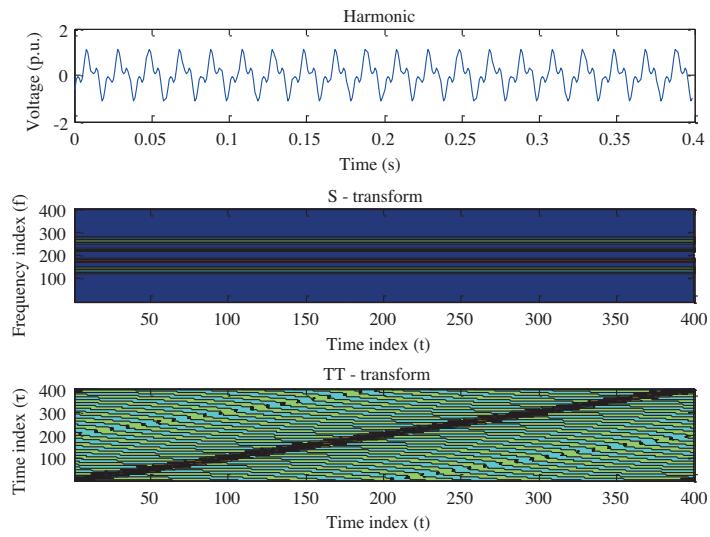 Harmonic
2
0
-2
Voltage (p.u.)
0 0.05 0.1 0.15 0.2 0.25 0.3 0.35 0.4
Time (s)
S - transform
400
300
200
100
Frequency index (f)
50 100 150 200 250 300 350 400
Time index (t)
TT - transform
400
300
200
100
Time index (τ)
50 100 150 200 250 300 350 400
Time index (t)